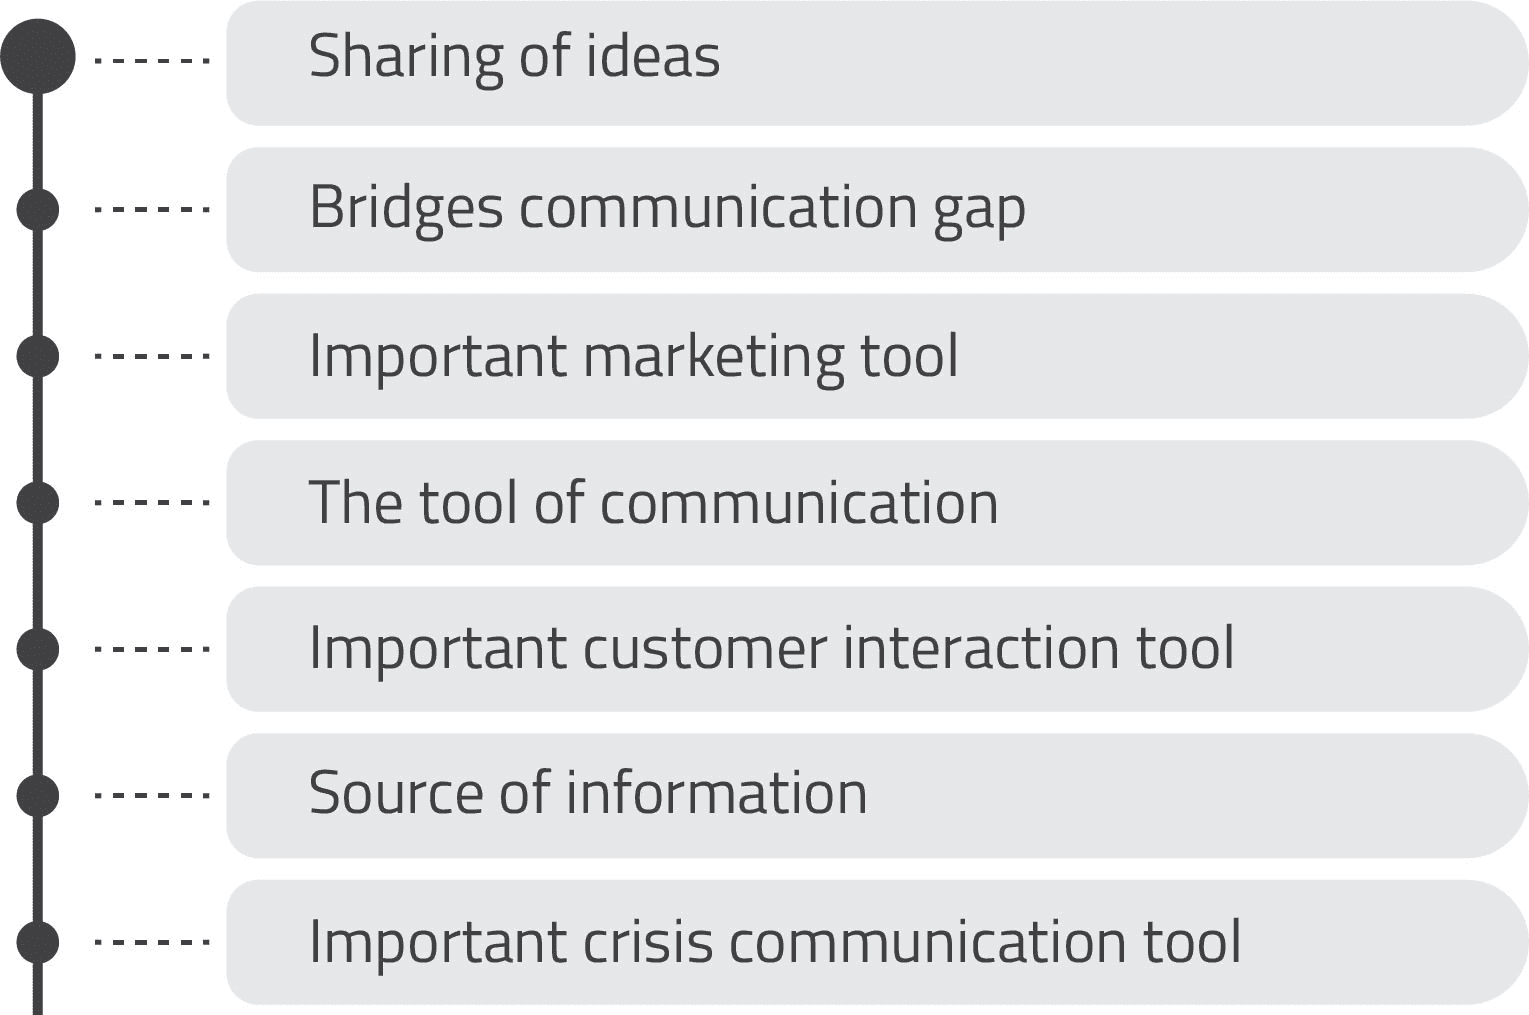 Sharing of ideas
Bridges communication gap
Important marketing tool
The tool of communication
Important customer interaction tool
Source of information
Important crisis communication tool